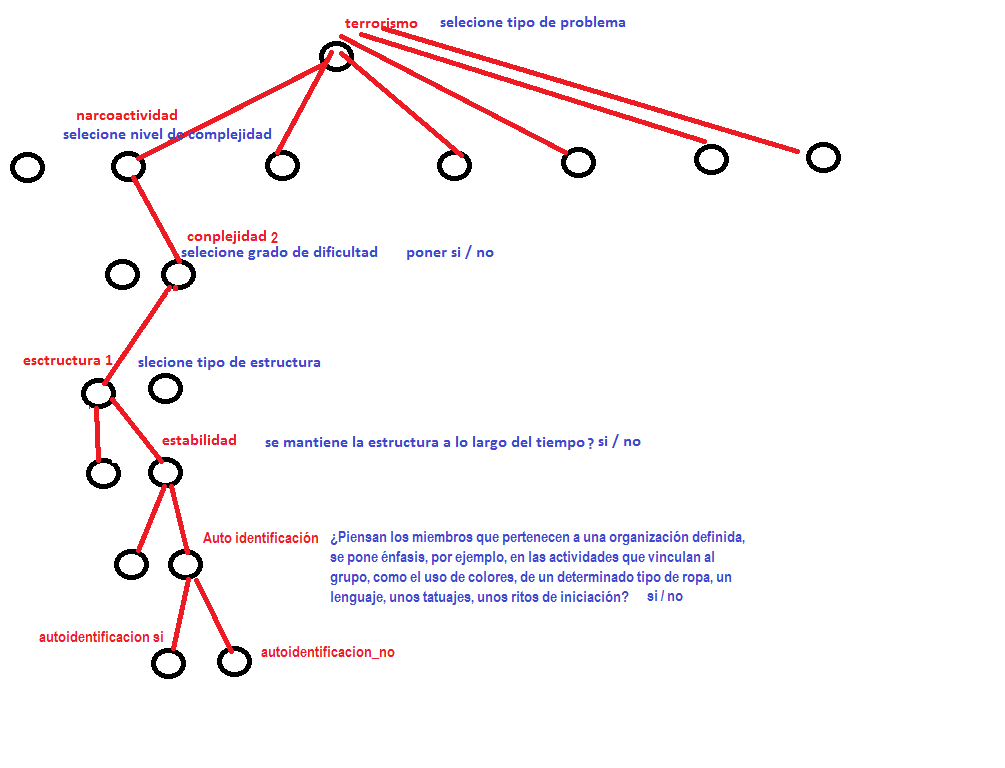 terrorismo selecione tipo de problema
narcoactividad
selecione nivel de complejidad
conplejidad 2
selecione grado de dificultad poner si / no
esctructura 1 slecione tipo de estructura
estabilidad se mantiene la estructura a lo largo del tiempo ? si / no
Auto identificación ¿Piensan los miembros que pertenecen a una organización definida,
se pone énfasis, por ejemplo, en las actividades que vinculan al
grupo, como el uso de colores, de un determinado tipo de ropa, un
lenguaje, unos tatuajes, unos ritos de iniciación? si / no
autoidentificacion si
autoidentificacion_no